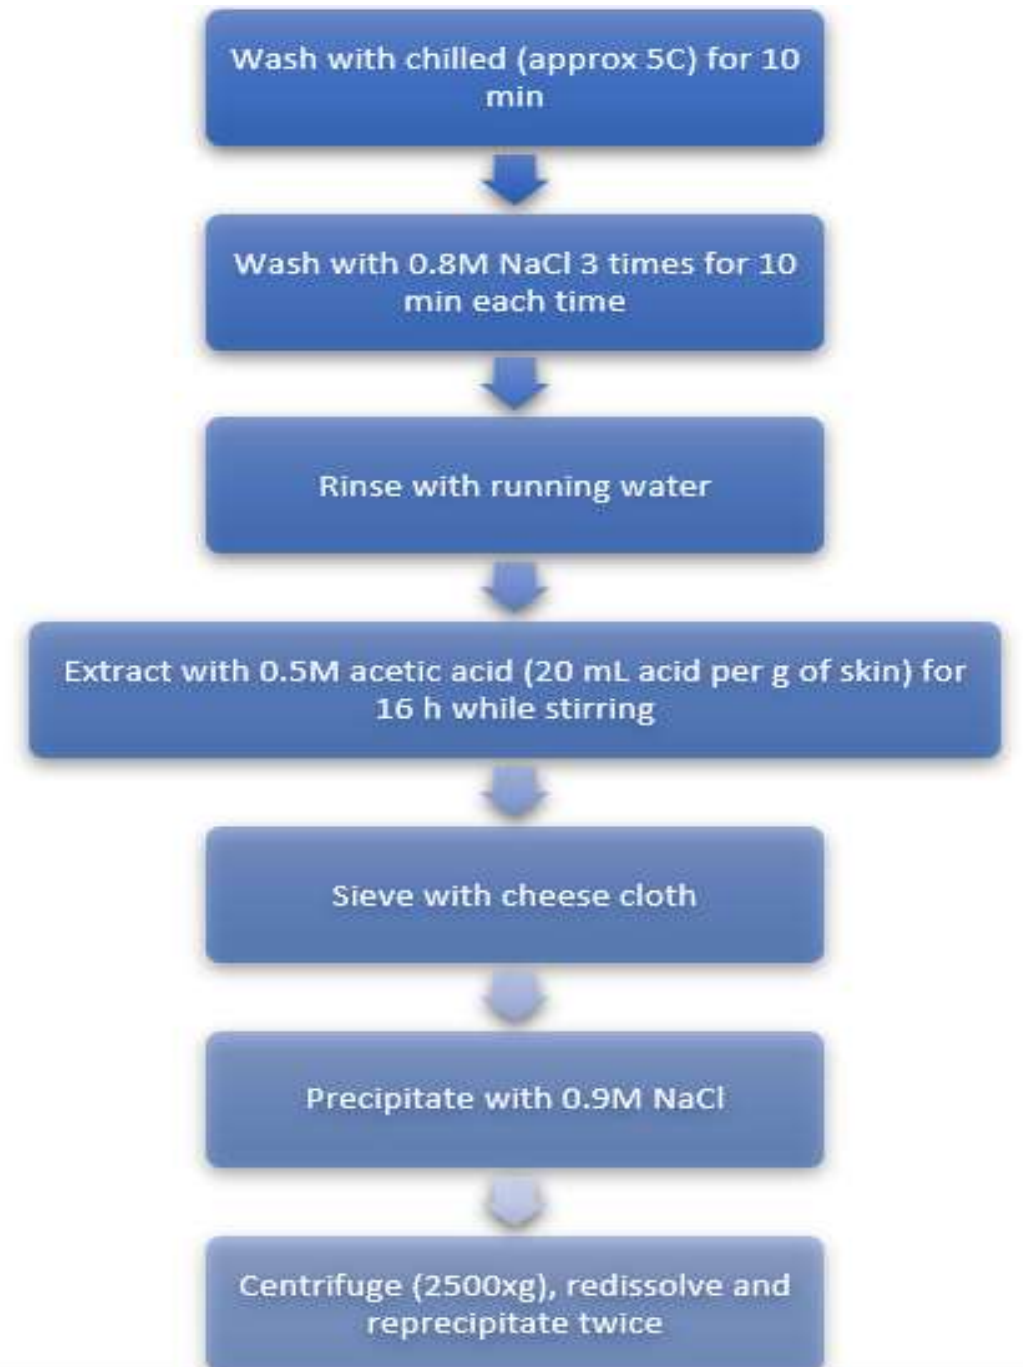 Wash with chilled (approx 5C) for 10
min
Wash with 0.8M NaCl 3 times for 10
min each time
Rinse with running water
Extract with 0.5M acetic acid (20 mL acid per g of skin) for
16 h while stirring
Sieve with cheese cloth
Precipitate with 0.9M NaCl
Centrifuge (2500xg), redissolve and
reprecipitate twice